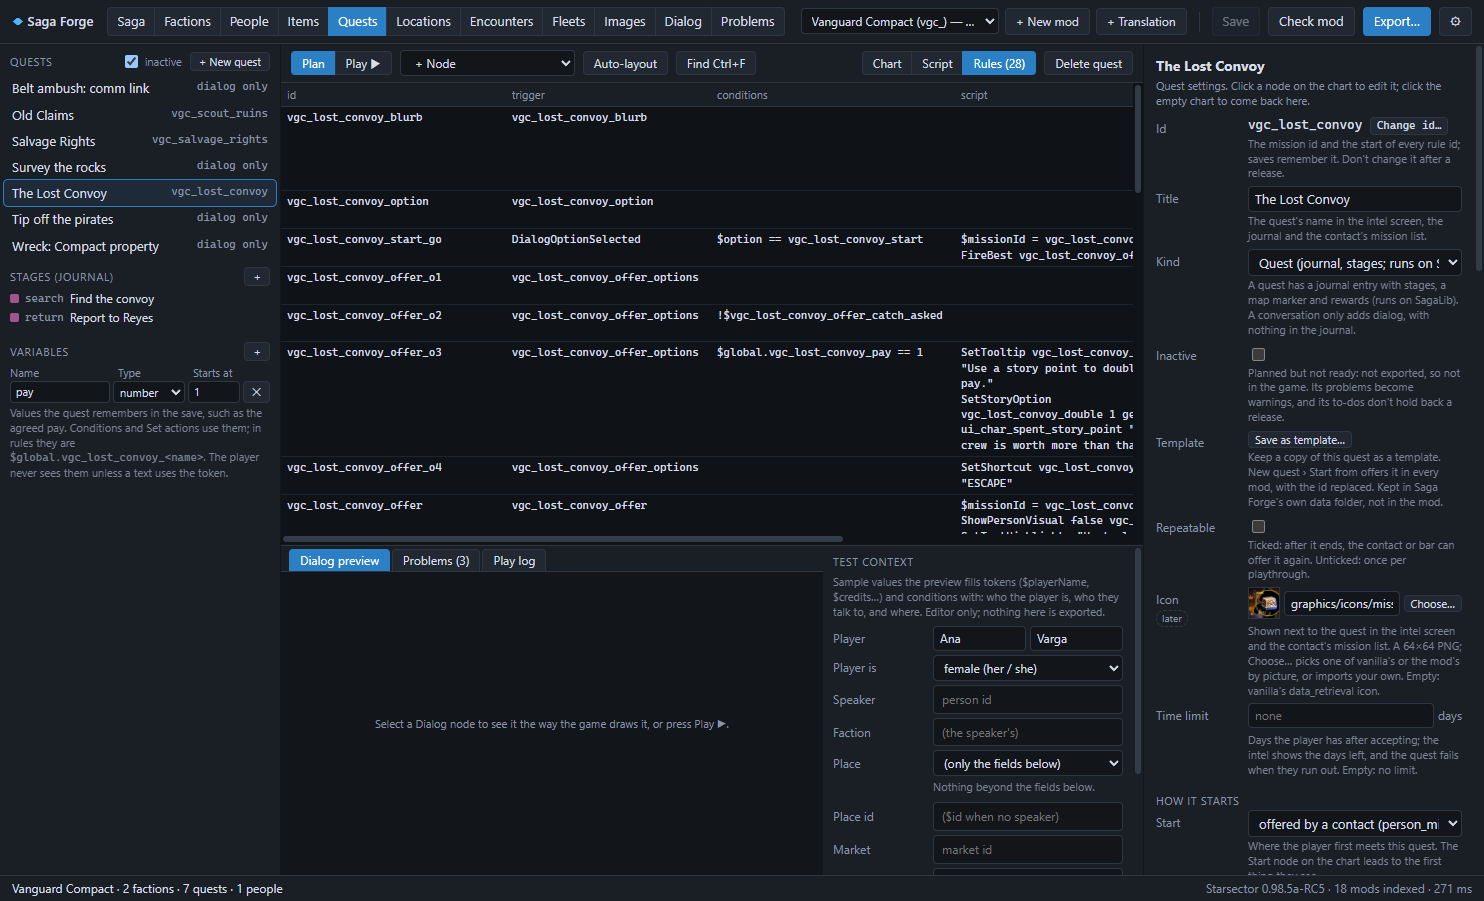 Saga Forge
Saga
Factions
People
Items
Quests
Locations
Encounters
Fleets
Images
Dialog
Problems
Vanguard Compact (vgc_) — ...
+ New mod
+ Translation
Save
Check mod
Export...
QUESTS
inactive
+ New quest
Belt ambush: comm link dialog only
Old Claims vgc_scout_ruins
Salvage Rights vgc_salvage_rights
Survey the rocks dialog only
The Lost Convoy vgc_lost_convoy
Tip off the pirates dialog only
Wreck: Compact property dialog only
STAGES (JOURNAL)
+
search Find the convoy
return Report to Reyes
VARIABLES
+
Name Type Starts at
pay number 1
Values the quest remembers in the save, such as the
agreed pay. Conditions and Set actions use them; in
rules they are
$global.vgc_lost_convoy_<name>. The player
never sees them unless a text uses the token.
Plan
Play ▶
+ Node
Auto-layout
Find Ctrl+F
Chart
Script
Rules (28)
Delete quest
id trigger conditions script
vgc_lost_convoy_blurb vgc_lost_convoy_blurb
vgc_lost_convoy_option vgc_lost_convoy_option
vgc_lost_convoy_start_go DialogOptionSelected $option == vgc_lost_convoy_start $missionId = vgc_lost_convo
FireBest vgc_lost_convoy_of
vgc_lost_convoy_offer_o1 vgc_lost_convoy_offer_options
vgc_lost_convoy_offer_o2 vgc_lost_convoy_offer_options !$vgc_lost_convoy_offer_catch_asked
vgc_lost_convoy_offer_o3 vgc_lost_convoy_offer_options $global.vgc_lost_convoy_pay == 1 SetTooltip vgc_lost_convoy_
"Use a story point to doubl
pay."
SetStoryOption
vgc_lost_convoy_double 1 ge
ui_char_spent_story_point "
crew is worth more than tha
vgc_lost_convoy_offer_o4 vgc_lost_convoy_offer_options SetShortcut vgc_lost_convoy
"ESCAPE"
vgc_lost_convoy_offer vgc_lost_convoy_offer $missionId = vgc_lost_convo
ShowPersonVisual false vgc_
Dialog preview
Problems (3)
Play log
Select a Dialog node to see it the way the game draws it, or press Play ▶.
TEST CONTEXT
Sample values the preview fills tokens ($playerName,
$credits...) and conditions with: who the player is, who they
talk to, and where. Editor only; nothing here is exported.
Player Ana Varga
Player is female (her / she)
Speaker person id
Faction (the speaker's)
Place (only the fields below)
Nothing beyond the fields below.
Place id ($id when no speaker)
Market market id
The Lost Convoy
Quest settings. Click a node on the chart to edit it; click the
empty chart to come back here.
Id vgc_lost_convoy Change id...
The mission id and the start of every rule id;
saves remember it. Don't change it after a
release.
Title The Lost Convoy
The quest's name in the intel screen, the
journal and the contact's mission list.
Kind Quest (journal, stages; runs on S
A quest has a journal entry with stages, a
map marker and rewards (runs on SagaLib).
A conversation only adds dialog, with
nothing in the journal.
Inactive
Planned but not ready: not exported, so not
in the game. Its problems become
warnings, and its to-dos don't hold back a
release.
Template Save as template...
Keep a copy of this quest as a template.
New quest › Start from offers it in every
mod, with the id replaced. Kept in Saga
Forge's own data folder, not in the mod.
Repeatable
Ticked: after it ends, the contact or bar can
offer it again. Unticked: once per
playthrough.
Icon graphics/icons/miss Choose...
later
Shown next to the quest in the intel screen
and the contact's mission list. A 64×64 PNG;
Choose... picks one of vanilla's or the mod's
by picture, or imports your own. Empty:
vanilla's data_retrieval icon.
Time limit none days
Days the player has after accepting; the
intel shows the days left, and the quest fails
when they run out. Empty: no limit.
HOW IT STARTS
Start offered by a contact (person_mi
Where the player first meets this quest. The
Start node on the chart leads to the first
Vanguard Compact · 2 factions · 7 quests · 1 people
Starsector 0.98.5a-RC5 · 18 mods indexed · 271 ms